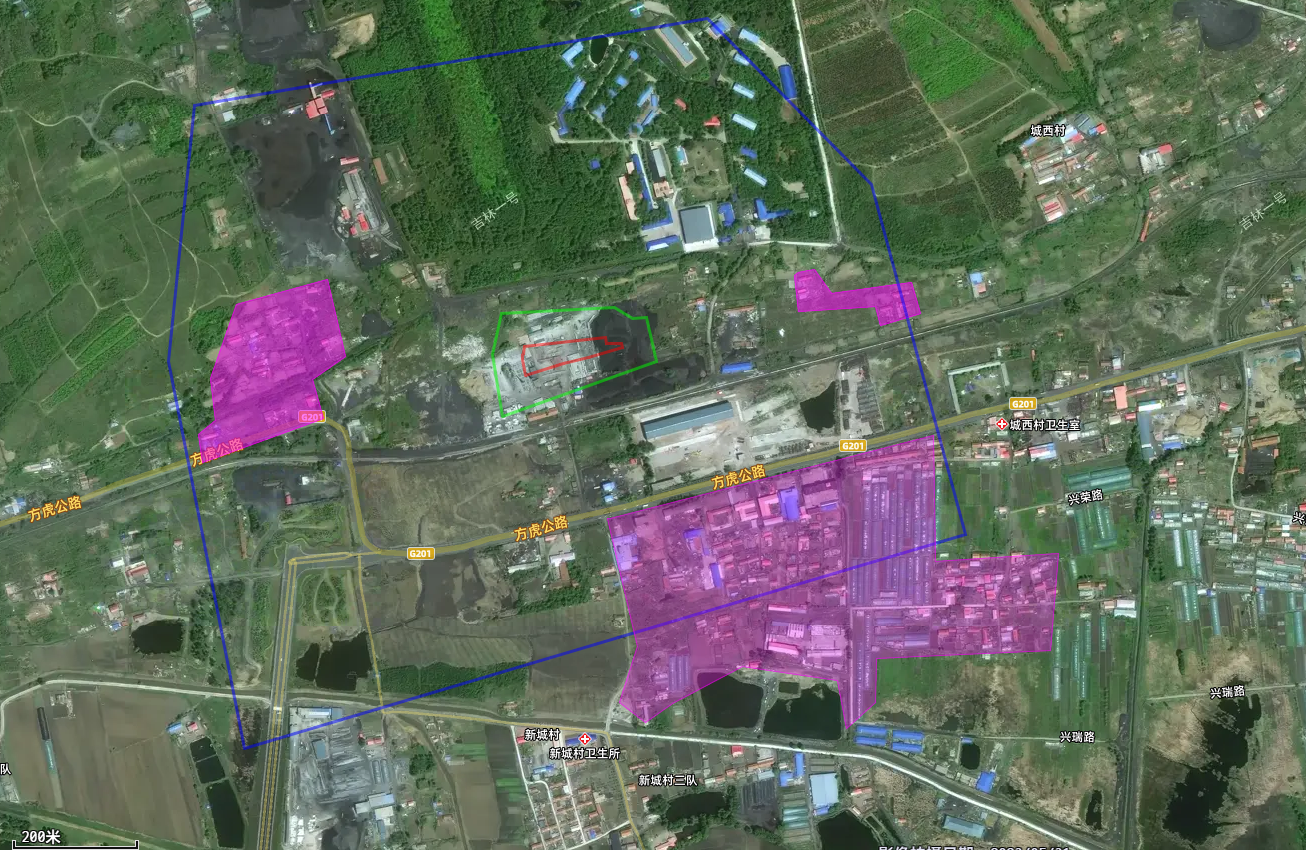 城西村
吉林一号
吉林一号
G201
G201
城西村卫生室
G201
方虎公路
方虎公路
兴荣路
方虎公路
方虎公路
G201
兴瑞路
新城村
兴瑞路
新城村卫生所
队
新城村三队
200米